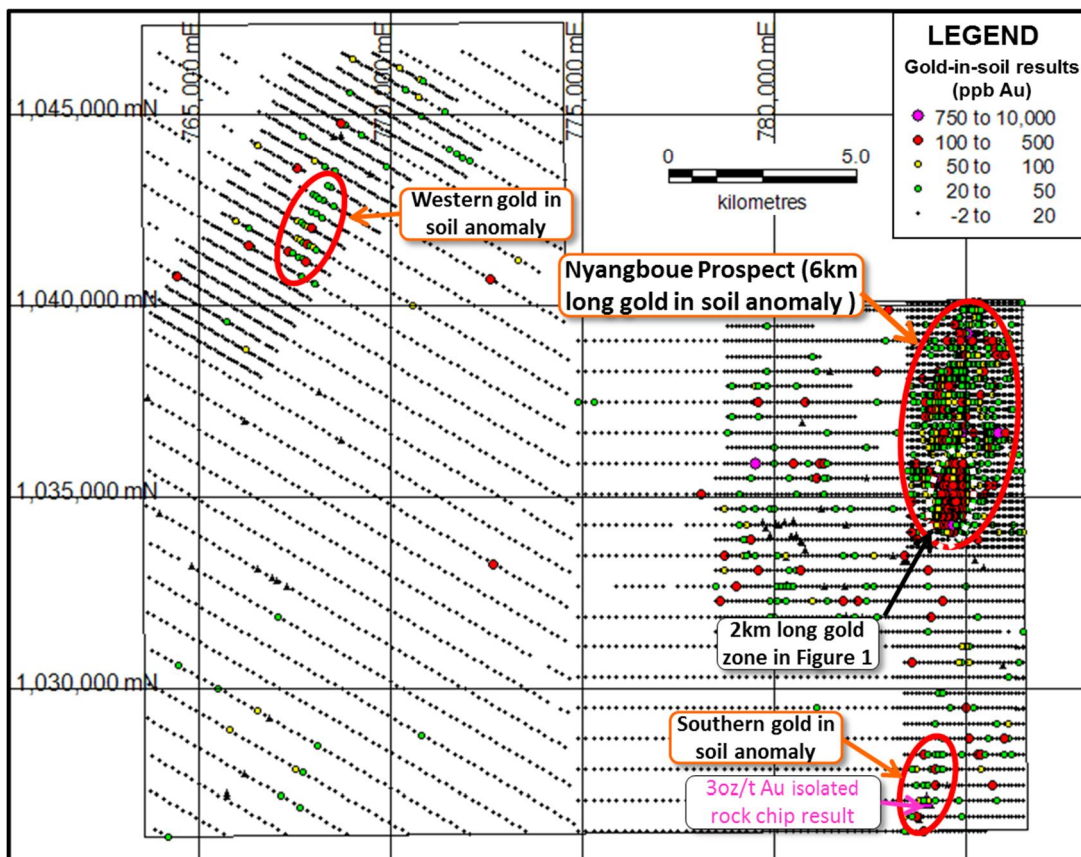 LEGEND
Gold-in-soil results
(ppb Au)
750 to 10,000
100 to 500
50 to 100
20 to 50
-2 to 20
765,000 mE
770,000 mE
775,000 mE
780,000 mE
1,045,000 mN
0 5.0
kilometres
Western gold in
soil anomaly
Nyangboue Prospect (6km
long gold in soil anomaly )
1,040,000 mN
1,035,000 mN
2km long gold
zone in Figure 1
1,030,000 mN
Southern gold in
soil anomaly
3oz/t Au isolated
rock chip result